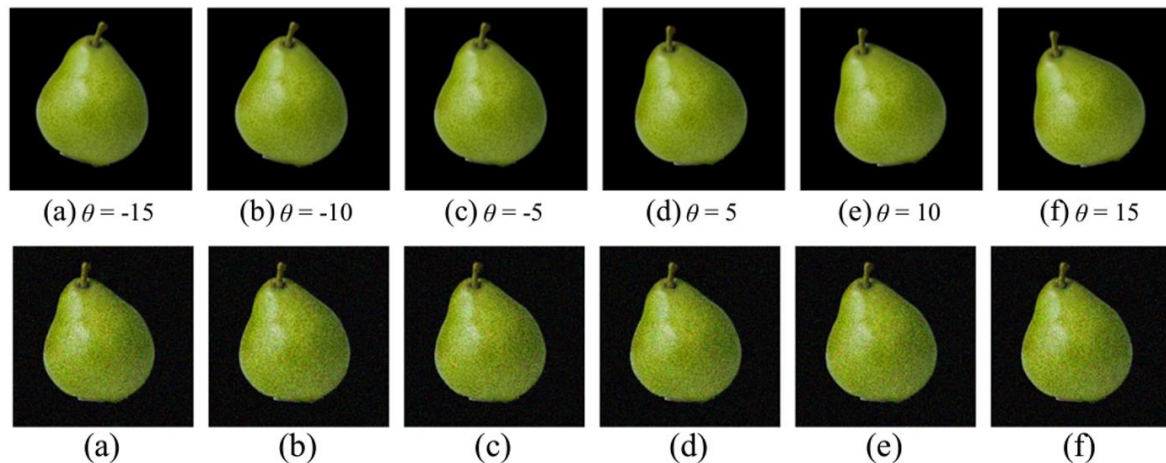 (a) θ = -15 (b) θ = -10 (c) θ = -5 (d) θ = 5 (e) θ = 10 (f) θ = 15
(a) (b) (c) (d) (e) (f)